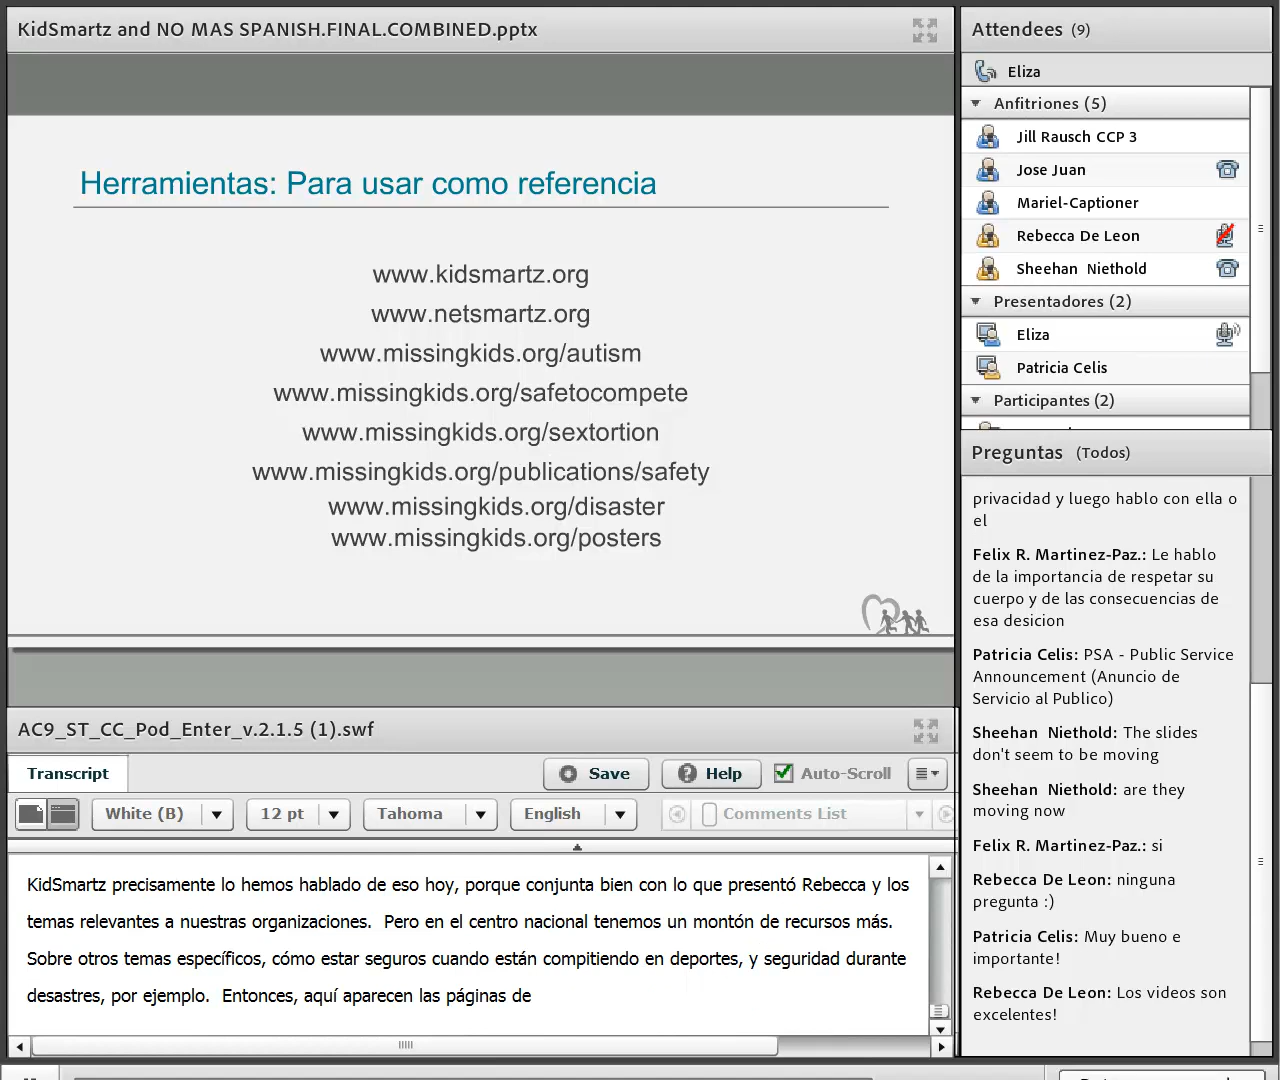 KidSmartz and NO MAS SPANISH.FINAL.COMBINED.pptx
Herramientas: Para usar como referencia
www.kidsmartz.org
www.netsmartz.org
www.missingkids.org/autism
www.missingkids.org/safetocompete
www.missingkids.org/sextortion
www.missingkids.org/publications/safety
www.missingkids.org/disaster
www.missingkids.org/posters
AC9_ST_CC_Pod_Enter_v.2.1.5 (1).swf
Transcript
Save
Help
Auto-Scroll
White (B)
12 pt
Tahoma
English
Comments List
KidSmartz precisamente lo hemos hablado de eso hoy, porque conjunta bien con lo que presentó Rebecca y los
temas relevantes a nuestras organizaciones. Pero en el centro nacional tenemos un montón de recursos más.
Sobre otros temas específicos, cómo estar seguros cuando están compitiendo en deportes, y seguridad durante
desastres, por ejemplo. Entonces, aquí aparecen las páginas de
Attendees (9)
Eliza
Anfitriones (5)
Jill Rausch CCP 3
Jose Juan
Mariel-Captioner
Rebecca De Leon
Sheehan Niethold
Presentadores (2)
Eliza
Patricia Celis
Participantes (2)
Preguntas (Todos)
privacidad y luego hablo con ella o
el
Felix R. Martinez-Paz.: Le hablo
de la importancia de respetar su
cuerpo y de las consecuencias de
esa desicion
Patricia Celis: PSA - Public Service
Announcement (Anuncio de
Servicio al Publico)
Sheehan Niethold: The slides
don't seem to be moving
Sheehan Niethold: are they
moving now
Felix R. Martinez-Paz.: si
Rebecca De Leon: ninguna
pregunta :)
Patricia Celis: Muy bueno e
importante!
Rebecca De Leon: Los videos son
excelentes!